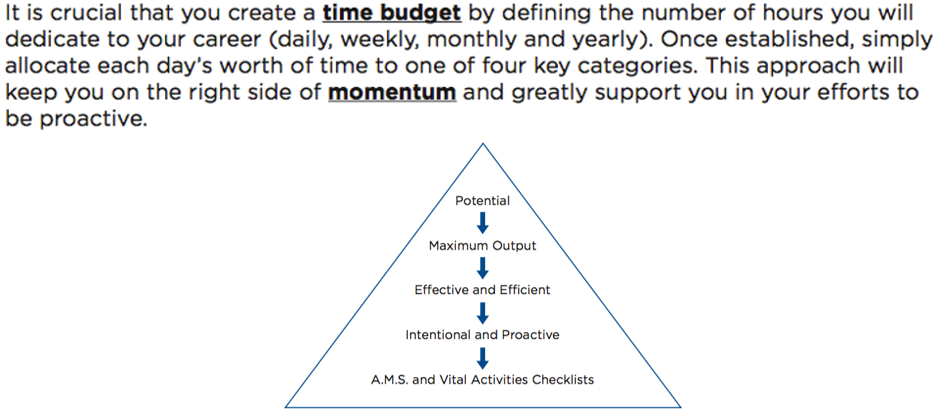 It is crucial that you create a time budget by defining the number of hours you will
dedicate to your career (daily, weekly, monthly and yearly). Once established, simply
allocate each day's worth of time to one of four key categories. This approach will
keep you on the right side of momentum and greatly support you in your efforts to
be proactive.
Potential
Maximum Output
Effective and Efficient
Intentional and Proactive
A.M.S. and Vital Activities Checklists